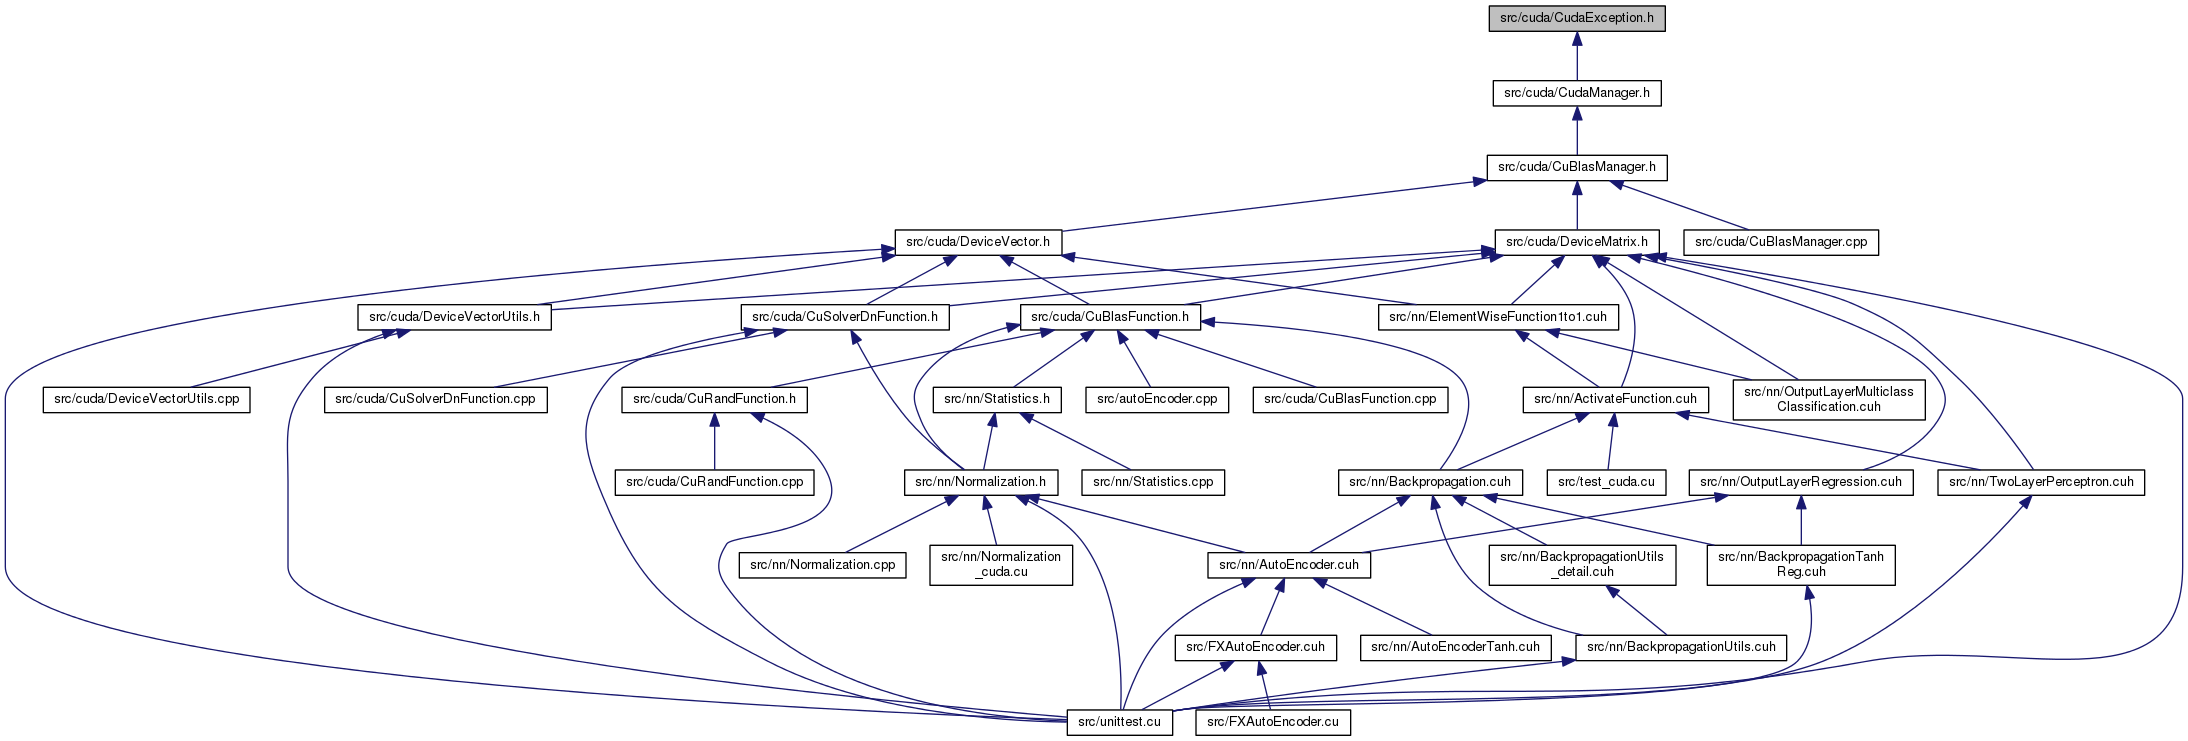 src/cuda/CudaException.h
src/cuda/CudaManager.h
src/cuda/CuBlasManager.h
src/cuda/DeviceVector.h
src/cuda/DeviceMatrix.h
src/cuda/CuBlasManager.cpp
src/cuda/DeviceVectorUtils.h
src/cuda/CuSolverDnFunction.h
src/cuda/CuBlasFunction.h
src/nn/ElementWiseFunction1to1.cuh
src/cuda/DeviceVectorUtils.cpp
src/cuda/CuSolverDnFunction.cpp
src/cuda/CuRandFunction.h
src/nn/Statistics.h
src/autoEncoder.cpp
src/cuda/CuBlasFunction.cpp
src/nn/ActivateFunction.cuh
src/nn/OutputLayerMulticlass
Classification.cuh
src/cuda/CuRandFunction.cpp
src/nn/Normalization.h
src/nn/Statistics.cpp
src/nn/Backpropagation.cuh
src/test_cuda.cu
src/nn/OutputLayerRegression.cuh
src/nn/TwoLayerPerceptron.cuh
src/nn/Normalization.cpp
src/nn/Normalization
_cuda.cu
src/nn/AutoEncoder.cuh
src/nn/BackpropagationUtils
_detail.cuh
src/nn/BackpropagationTanh
Reg.cuh
src/FXAutoEncoder.cuh
src/nn/AutoEncoderTanh.cuh
src/nn/BackpropagationUtils.cuh
src/unittest.cu
src/FXAutoEncoder.cu